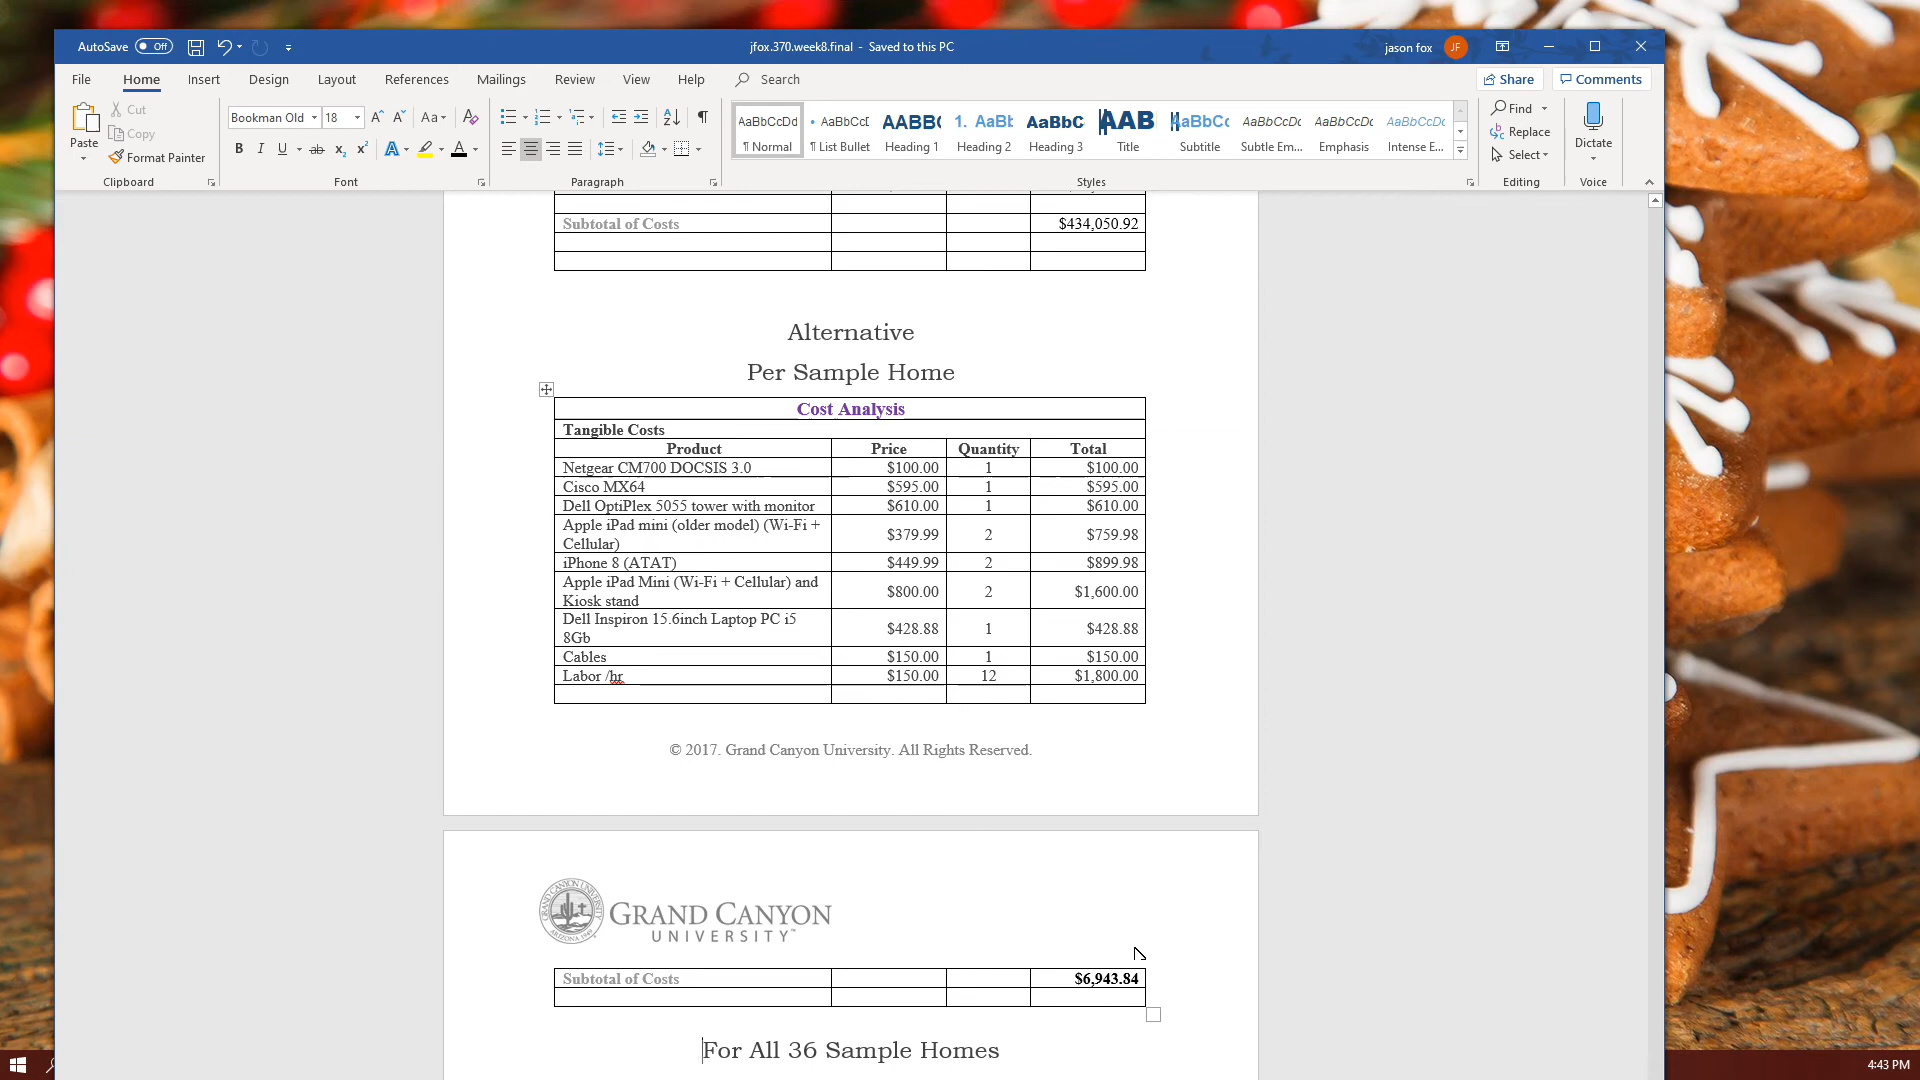 AutoSave Off
jfox.370.week8.final - Saved to this PC
jason fox JF
File Home Insert Design Layout References Mailings Review View Help Search Share Comments
Paste
Cut
Copy
Format Painter
Clipboard
Bookman Old 18
Font
Paragraph
AaBbCcDd AaBbCcI AABBC 1. AaBb AaBbC AAB AaBbCc AaBbCcDc AaBbCcDc AaBbCcDc
¶ Normal ¶ List Bullet Heading 1 Heading 2 Heading 3 Title Subtitle Subtle Em... Emphasis Intense E...
Styles
Find
Replace
Select
Editing
Dictate
Voice
Subtotal of Costs $434,050.92
Alternative
Per Sample Home
Cost Analysis
Tangible Costs
Product Price Quantity Total
Netgear CM700 DOCSIS 3.0 $100.00 1 $100.00
Cisco MX64 $595.00 1 $595.00
Dell OptiPlex 5055 tower with monitor $610.00 1 $610.00
Apple iPad mini (older model) (Wi-Fi +
Cellular) $379.99 2 $759.98
iPhone 8 (ATAT) $449.99 2 $899.98
Apple iPad Mini (Wi-Fi + Cellular) and
Kiosk stand $800.00 2 $1,600.00
Dell Inspiron 15.6inch Laptop PC i5
8Gb $428.88 1 $428.88
Cables $150.00 1 $150.00
Labor /hr $150.00 12 $1,800.00
© 2017. Grand Canyon University. All Rights Reserved.
GRAND CANYON
UNIVERSITY™
Subtotal of Costs $6,943.84
For All 36 Sample Homes
4:43 PM